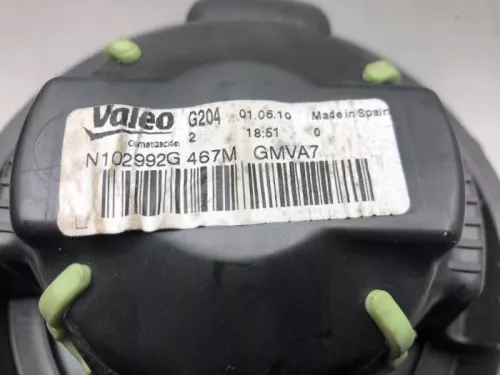 Valeo G204 01.06.10 Made in Spain
Climatización 2 18:51 0
N102992G 467M GMVA7
L